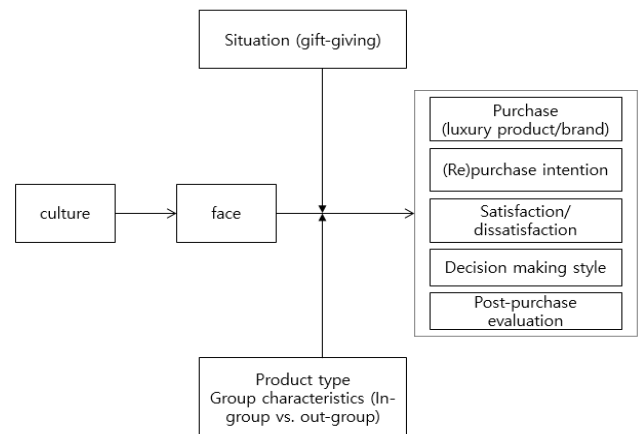 Situation (gift-giving)
Purchase
(luxury product/brand)
(Re)purchase intention
culture
face
Satisfaction/
dissatisfaction
Decision making style
Post-purchase
evaluation
Product type
Group characteristics (In-
group vs. out-group)